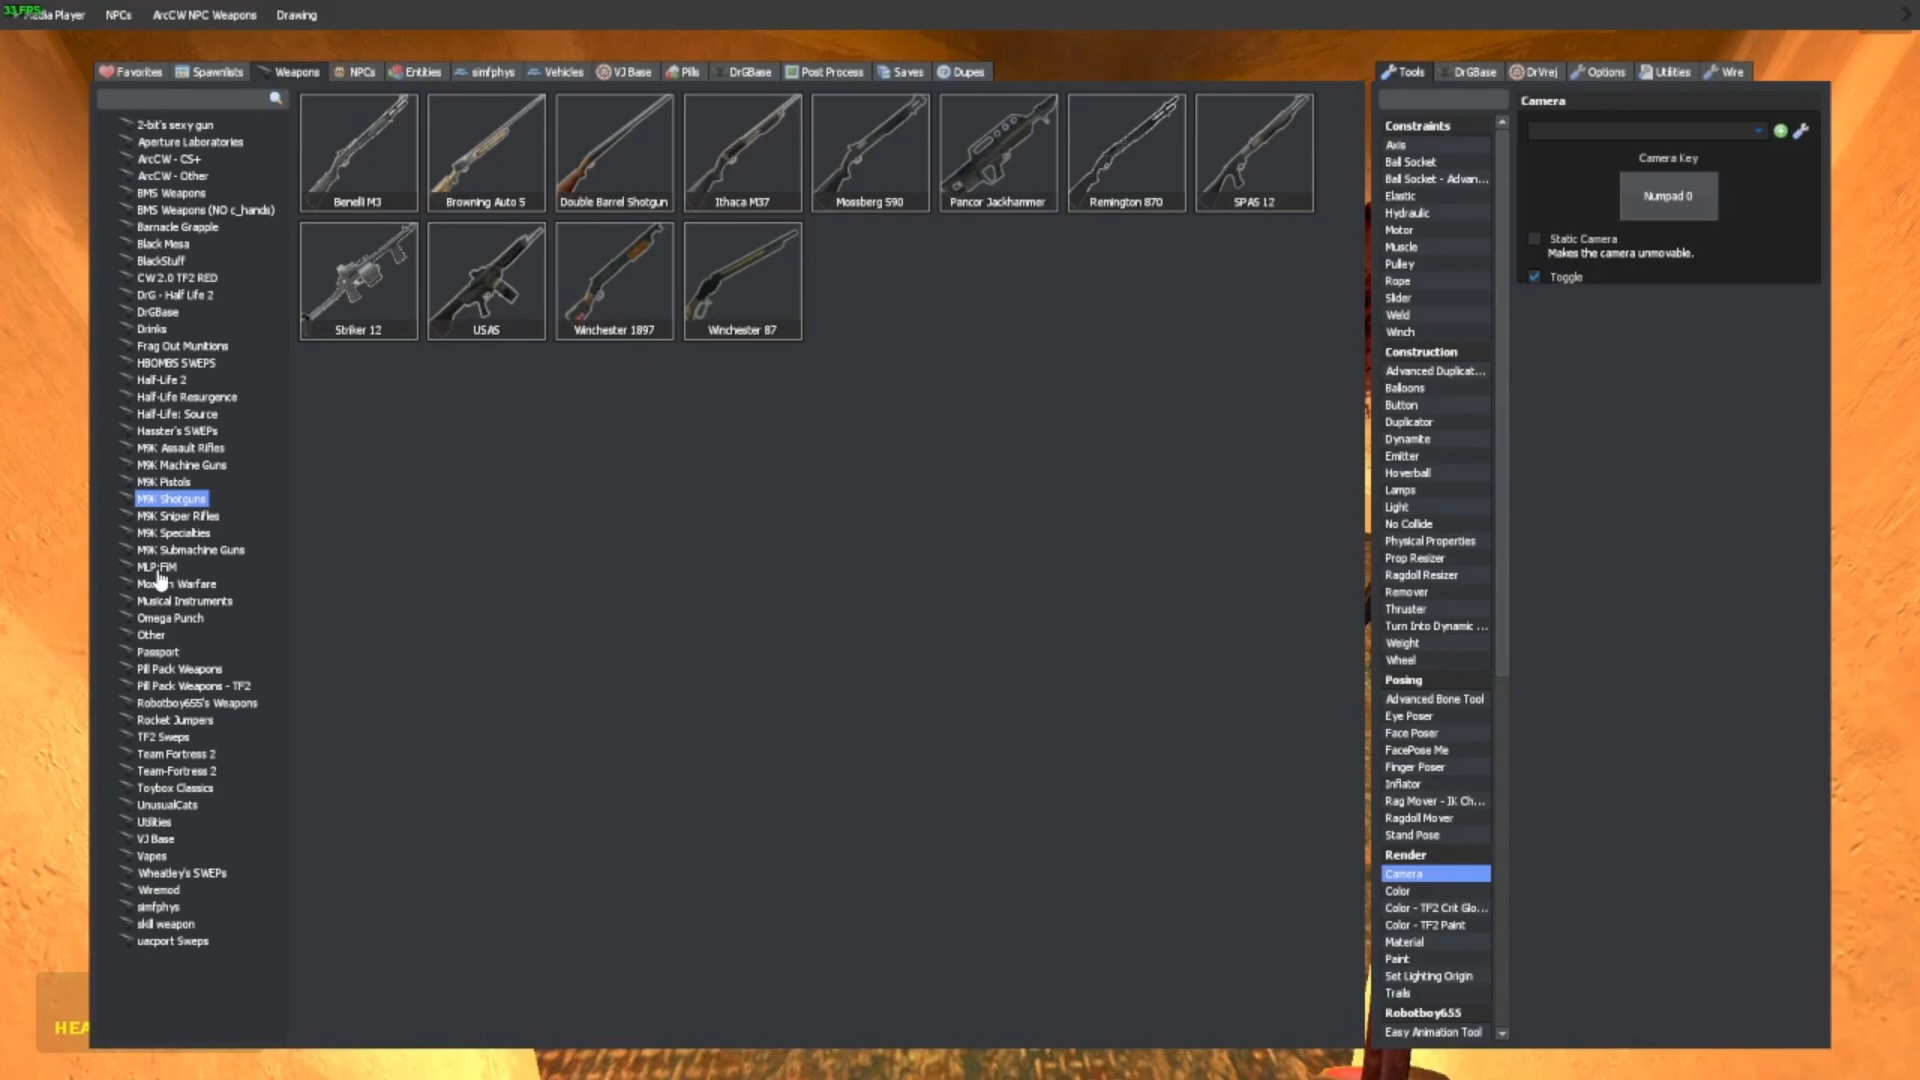 33 FPS
Media Player NPCs ArcCW NPC Weapons Drawing
Favorites Spawnlists Weapons NPCs Entities simfphys Vehicles VJ Base Pills DrGBase Post Process Saves Dupes
2-bit's sexy gun
Aperture Laboratories
ArcCW - CS+
ArcCW - Other
BMS Weapons
BMS Weapons (NO c_hands)
Barnacle Grapple
Black Mesa
BlackStuff
CW 2.0 TF2 RED
DrG - Half Life 2
DrGBase
Drinks
Frag Out Munitions
HBOMBS SWEPS
Half-Life 2
Half-Life Resurgence
Half-Life: Source
Hasster's SWEPs
M9K Assault Rifles
M9K Machine Guns
M9K Pistols
M9K Shotguns
M9K Sniper Rifles
M9K Specialties
M9K Submachine Guns
MLP:FiM
Modern Warfare
Musical Instruments
Omega Punch
Other
Passport
Pill Pack Weapons
Pill Pack Weapons - TF2
Robotboy655's Weapons
Rocket Jumpers
TF2 Sweps
Team Fortress 2
Team-Fortress 2
Toybox Classics
UnusualCats
Utilities
VJ Base
Vapes
Wheatley's SWEPs
Wiremod
simfphys
skill weapon
uacport Sweps
Benelli M3 Browning Auto 5 Double Barrel Shotgun Ithaca M37 Mossberg 590 Pancor Jackhammer Remington 870 SPAS 12
Striker 12 USAS Winchester 1897 Winchester 87
Tools DrGBase DrVrej Options Utilities Wire
Constraints
Axis
Ball Socket
Ball Socket - Advan...
Elastic
Hydraulic
Motor
Muscle
Pulley
Rope
Slider
Weld
Winch
Construction
Advanced Duplicat...
Balloons
Button
Duplicator
Dynamite
Emitter
Hoverball
Lamps
Light
No Collide
Physical Properties
Prop Resizer
Ragdoll Resizer
Remover
Thruster
Turn Into Dynamic ...
Weight
Wheel
Posing
Advanced Bone Tool
Eye Poser
Face Poser
FacePose Me
Finger Poser
Inflator
Rag Mover - IK Ch...
Ragdoll Mover
Stand Pose
Render
Camera
Color
Color - TF2 Crit Glo...
Color - TF2 Paint
Material
Paint
Set Lighting Origin
Trails
Robotboy655
Easy Animation Tool
Camera
Camera Key
Numpad 0
Static Camera
Makes the camera unmovable.
Toggle
HEA